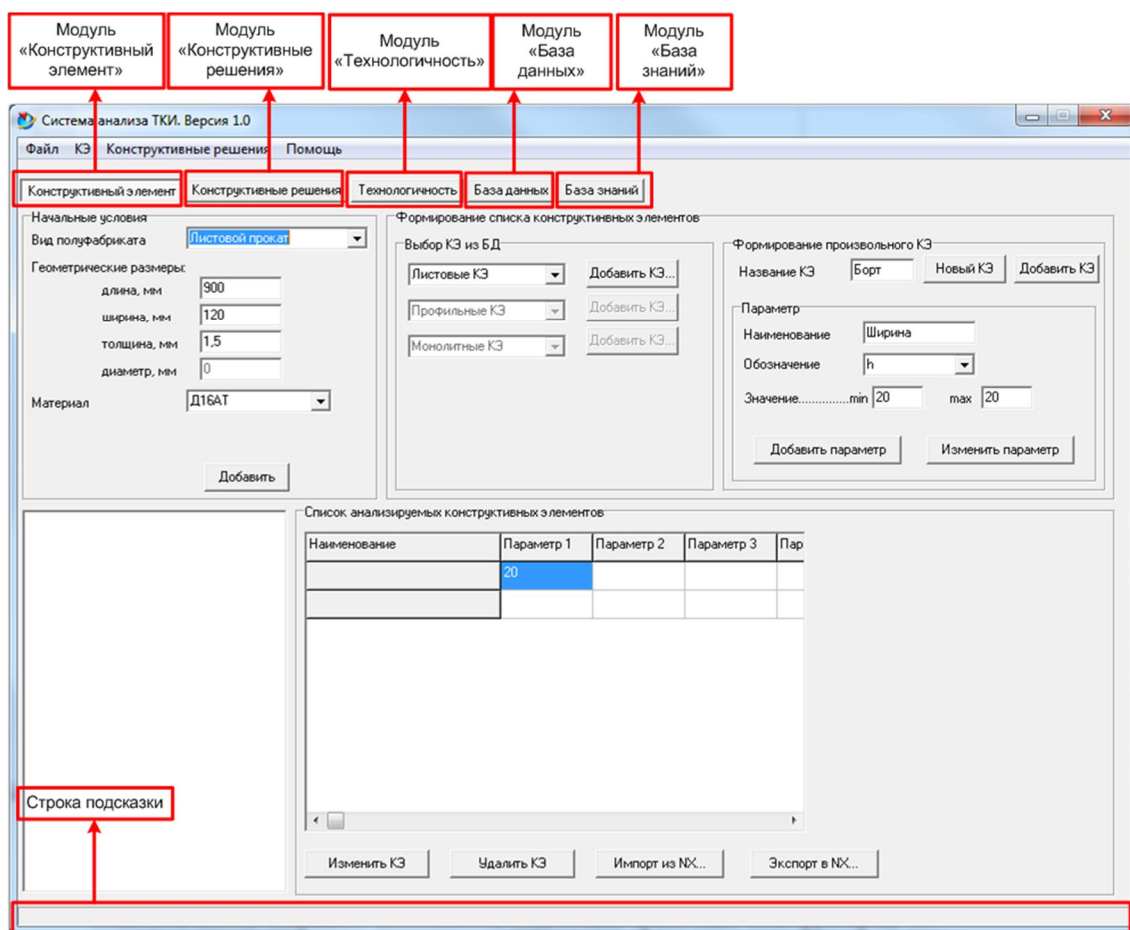 Модуль
«Конструктивный
элемент»
Модуль
«Конструктивные
решения»
Модуль
«Технологичность»
Модуль
«База
данных»
Модуль
«База
знаний»
Система анализа ТКИ. Версия 1.0
Файл КЭ Конструктивные решения Помощь
Конструктивный элемент Конструктивные решения Технологичность База данных База знаний
Начальные условия
Вид полуфабриката Листовой прокат
Геометрические размеры:
длина, мм 900
ширина, мм 120
толщина, мм 1,5
диаметр, мм 0
Материал Д16АТ
Добавить
Формирование списка конструктинвных элементов
Выбор КЭ из БД
Листовые КЭ Добавить КЭ...
Профильные КЭ Добавить КЭ...
Монолитные КЭ Добавить КЭ...
Формирование произвольного КЭ
Название КЭ Борт Новый КЭ Добавить КЭ
Параметр
Наименование Ширина
Обозначение h
Значение...............min 20 max 20
Добавить параметр Изменить параметр
Список анализируемых конструктивных элементов
Наименование Параметр 1 Параметр 2 Параметр 3 Пар
20
Строка подсказки
Изменить КЭ Удалить КЭ Импорт из NX... Экспорт в NX...